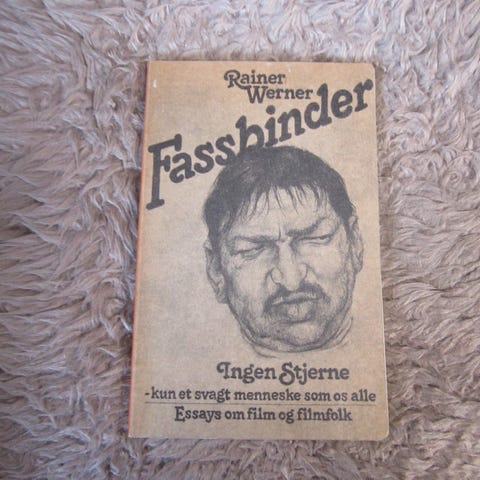 Rainer
Werner
Fassbinder
Ingen Stjerne
-kun et svagt menneske som os alle
Essays om film og filmfolk